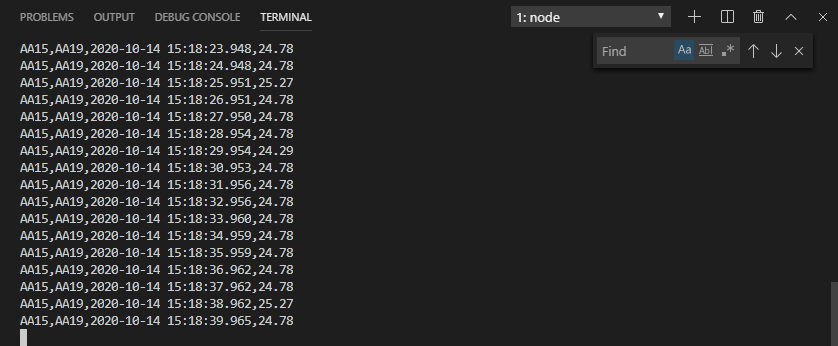 PROBLEMS OUTPUT DEBUG CONSOLE TERMINAL 1: node
Find Aa Abl .*
AA15,AA19,2020-10-14 15:18:23.948,24.78
AA15,AA19,2020-10-14 15:18:24.948,24.78
AA15,AA19,2020-10-14 15:18:25.951,25.27
AA15,AA19,2020-10-14 15:18:26.951,24.78
AA15,AA19,2020-10-14 15:18:27.950,24.78
AA15,AA19,2020-10-14 15:18:28.954,24.78
AA15,AA19,2020-10-14 15:18:29.954,24.29
AA15,AA19,2020-10-14 15:18:30.953,24.78
AA15,AA19,2020-10-14 15:18:31.956,24.78
AA15,AA19,2020-10-14 15:18:32.956,24.78
AA15,AA19,2020-10-14 15:18:33.960,24.78
AA15,AA19,2020-10-14 15:18:34.959,24.78
AA15,AA19,2020-10-14 15:18:35.959,24.78
AA15,AA19,2020-10-14 15:18:36.962,24.78
AA15,AA19,2020-10-14 15:18:37.962,24.78
AA15,AA19,2020-10-14 15:18:38.962,25.27
AA15,AA19,2020-10-14 15:18:39.965,24.78